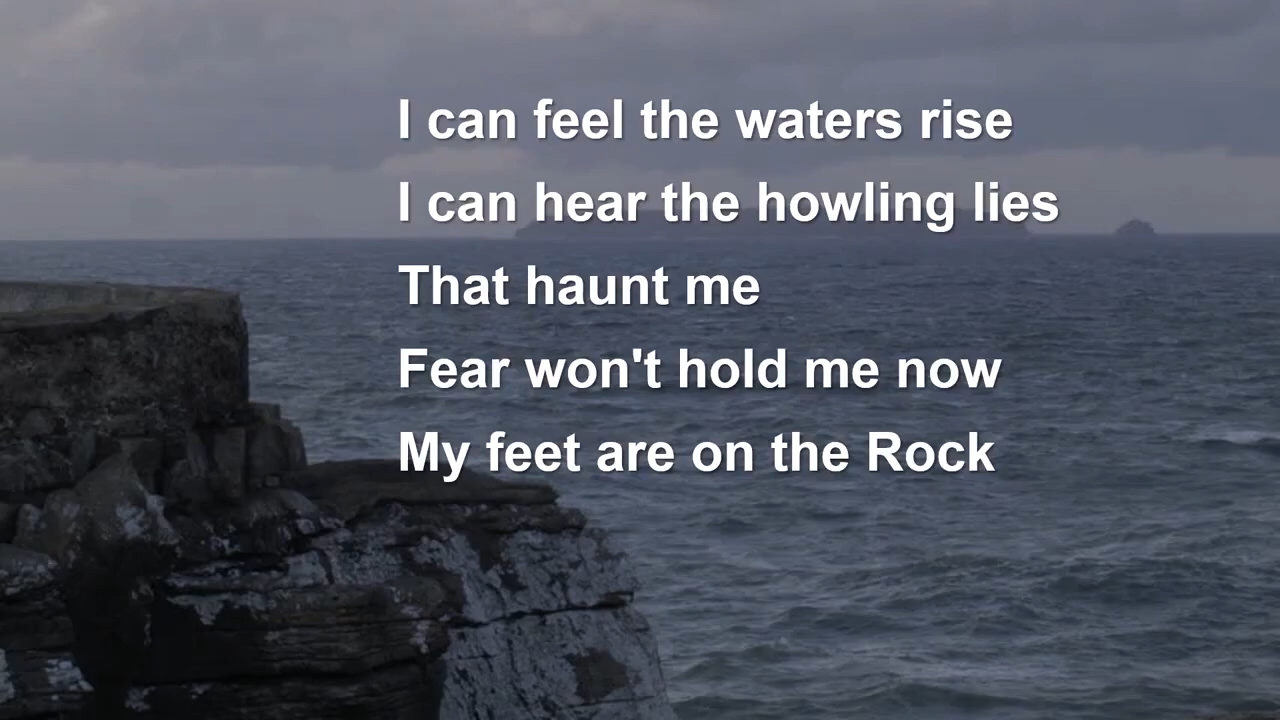 I can feel the waters rise
I can hear the howling lies
That haunt me
Fear won't hold me now
My feet are on the Rock